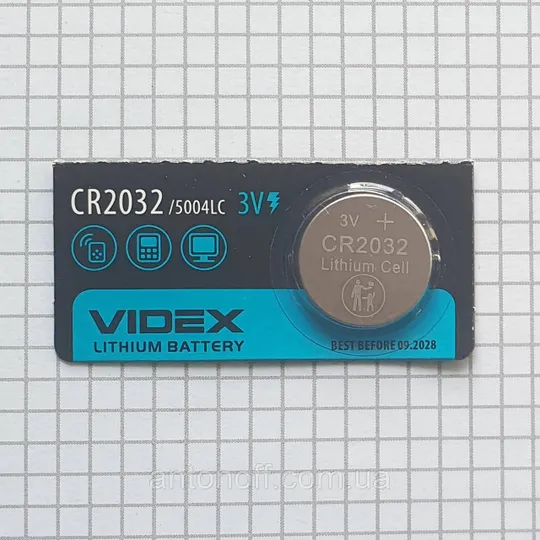 CR2032 /5004LC 3V
3V +
CR2032
Lithium Cell
VIDEX
LITHIUM BATTERY
BEST BEFORE 09.2028
antonoff.com.ua